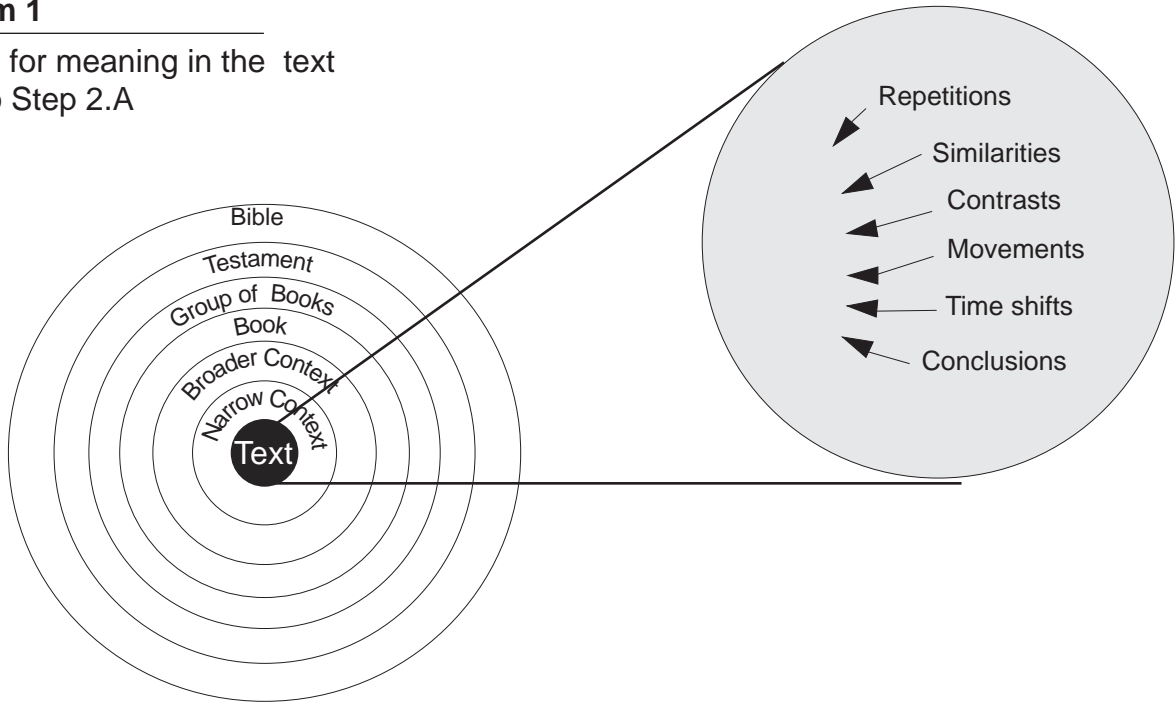 m 1
for meaning in the text
Step 2.A
Bible
Testament
Group of Books
Book
Broader Context
Narrow Context
Text
Repetitions
Similarities
Contrasts
Movements
Time shifts
Conclusions